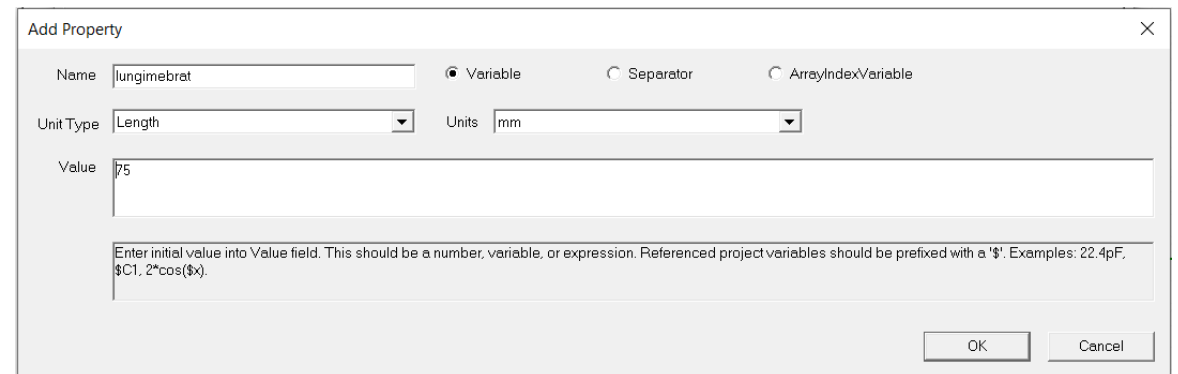 Add Property
Name lungimebrat Variable Separator ArrayIndexVariable
Unit Type Length Units mm
Value 75
Enter initial value into Value field. This should be a number, variable, or expression. Referenced project variables should be prefixed with a '$'. Examples: 22.4pF,
$C1, 2*cos($x).
OK Cancel